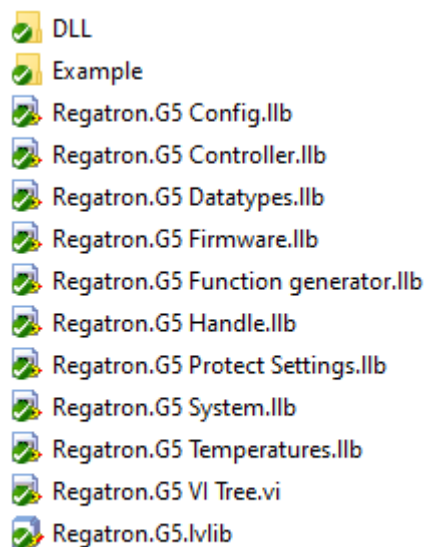 DLL
Example
Regatron.G5 Config.llb
Regatron.G5 Controller.llb
Regatron.G5 Datatypes.llb
Regatron.G5 Firmware.llb
Regatron.G5 Function generator.llb
Regatron.G5 Handle.llb
Regatron.G5 Protect Settings.llb
Regatron.G5 System.llb
Regatron.G5 Temperatures.llb
Regatron.G5 VI Tree.vi
Regatron.G5.lvlib